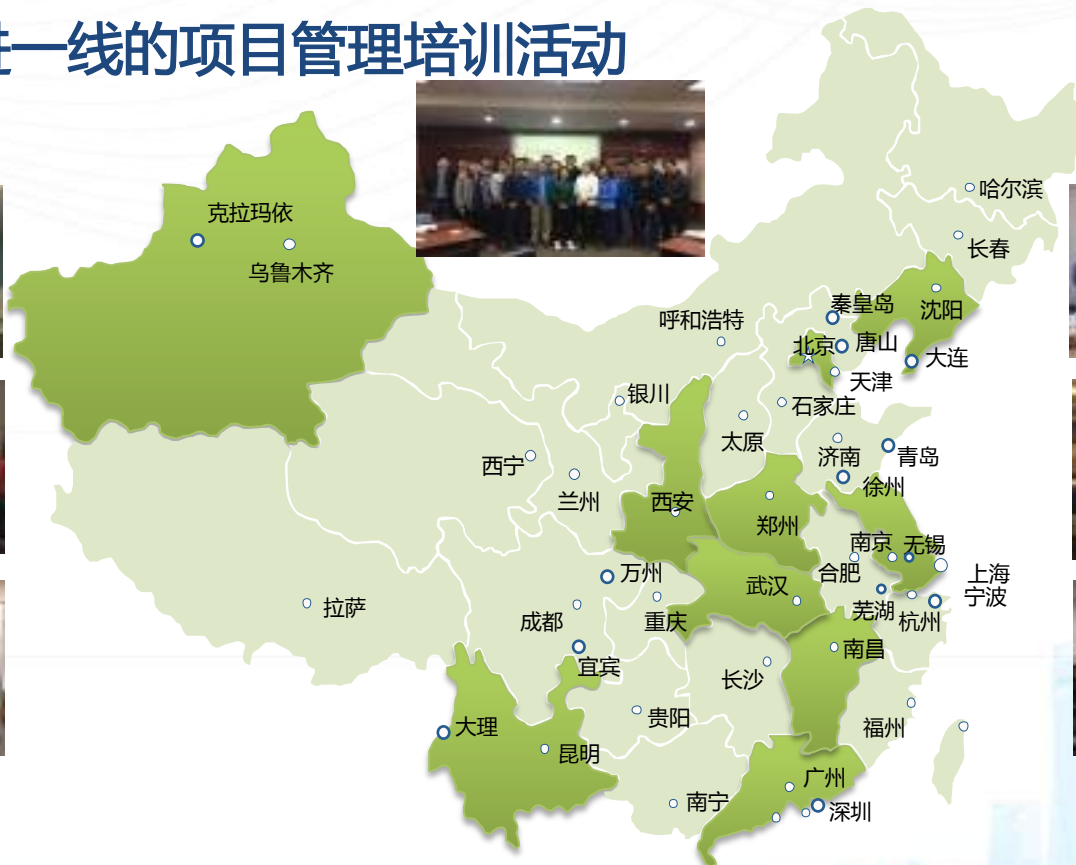 一线的项目管理培训活动
克拉玛依
乌鲁木齐
哈尔滨
长春
沈阳
秦皇岛
呼和浩特
北京
唐山
大连
天津
银川
石家庄
太原
济南
青岛
西宁
兰州
徐州
西安
郑州
南京
无锡
合肥
上海
万州
武汉
宁波
拉萨
成都
重庆
芜湖
杭州
宜宾
南昌
长沙
大理
贵阳
福州
昆明
广州
南宁
深圳